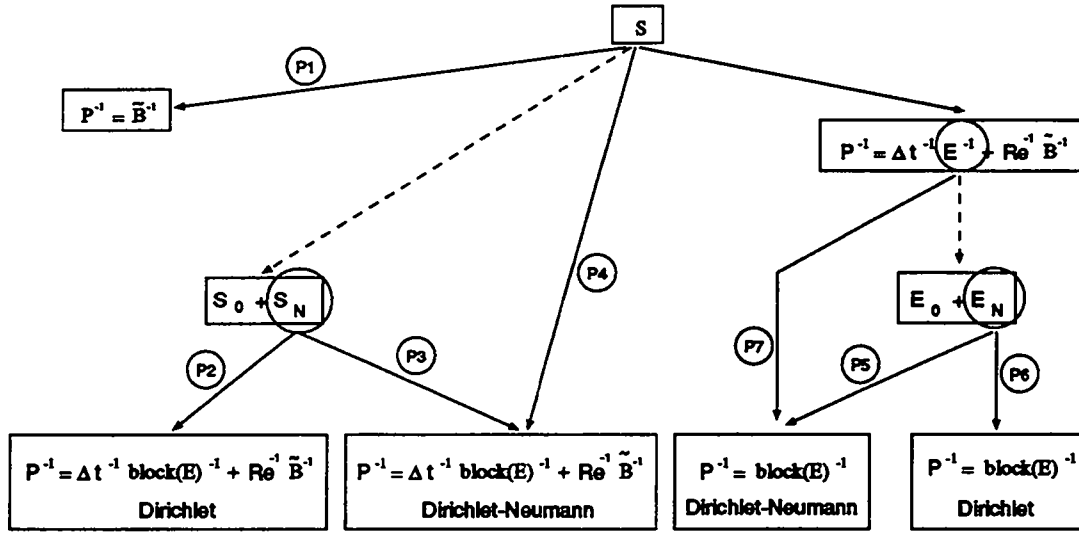 S
P1
P⁻¹ = B̃⁻¹
P⁻¹ = Δt⁻¹ E⁻¹ + Re⁻¹ B̃⁻¹
P4
S₀ + S_N
E₀ + E_N
P2
P3
P7
P5
P6
P⁻¹ = Δt⁻¹ block(E)⁻¹ + Re⁻¹ B̃⁻¹
Dirichlet
P⁻¹ = Δt⁻¹ block(E)⁻¹ + Re⁻¹ B̃⁻¹
Dirichlet-Neumann
P⁻¹ = block(E)⁻¹
Dirichlet-Neumann
P⁻¹ = block(E)⁻¹
Dirichlet